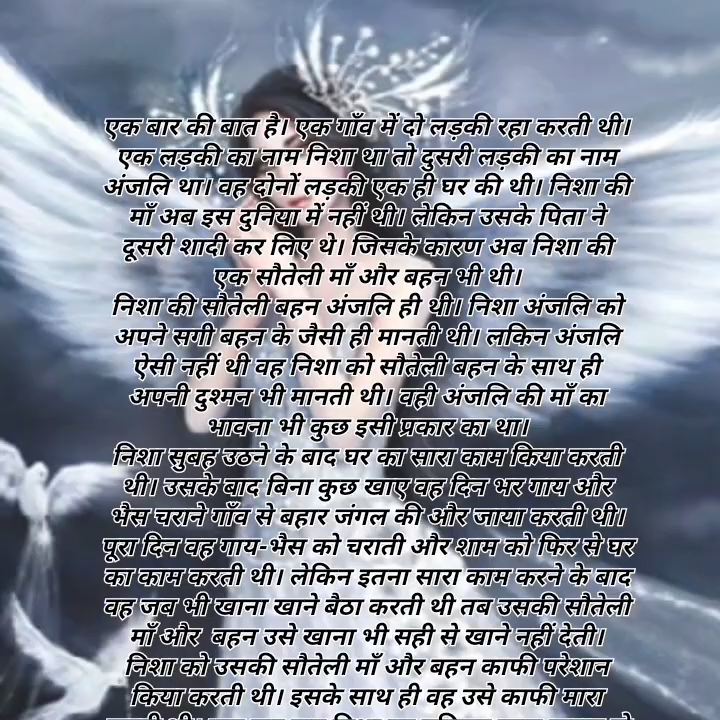 एक बार की बात है। एक गाँव में दो लड़की रहा करती थी।
एक लड़की का नाम निशा था तो दुसरी लड़की का नाम
अंजलि था। वह दोनों लड़की एक ही घर की थी। निशा की
माँ अब इस दुनिया में नहीं थी। लेकिन उसके पिता ने
दूसरी शादी कर लिए थे। जिसके कारण अब निशा की
एक सौतेली माँ और बहन भी थी।
निशा की सौतेली बहन अंजलि ही थी। निशा अंजलि को
अपने सगी बहन के जैसी ही मानती थी। लकिन अंजलि
ऐसी नहीं थी वह निशा को सौतेली बहन के साथ ही
अपनी दुश्मन भी मानती थी। वही अंजलि की माँ का
भावना भी कुछ इसी प्रकार का था।
निशा सुबह उठने के बाद घर का सारा काम किया करती
थी। उसके बाद बिना कुछ खाए वह दिन भर गाय और
भैस चराने गाँव से बहार जंगल की और जाया करती थी।
पूरा दिन वह गाय-भैस को चराती और शाम को फिर से घर
का काम करती थी। लेकिन इतना सारा काम करने के बाद
वह जब भी खाना खाने बैठा करती थी तब उसकी सौतेली
माँ और बहन उसे खाना भी सही से खाने नहीं देती।
निशा को उसकी सौतेली माँ और बहन काफी परेशान
किया करती थी। इसके साथ ही वह उसे काफी मारा